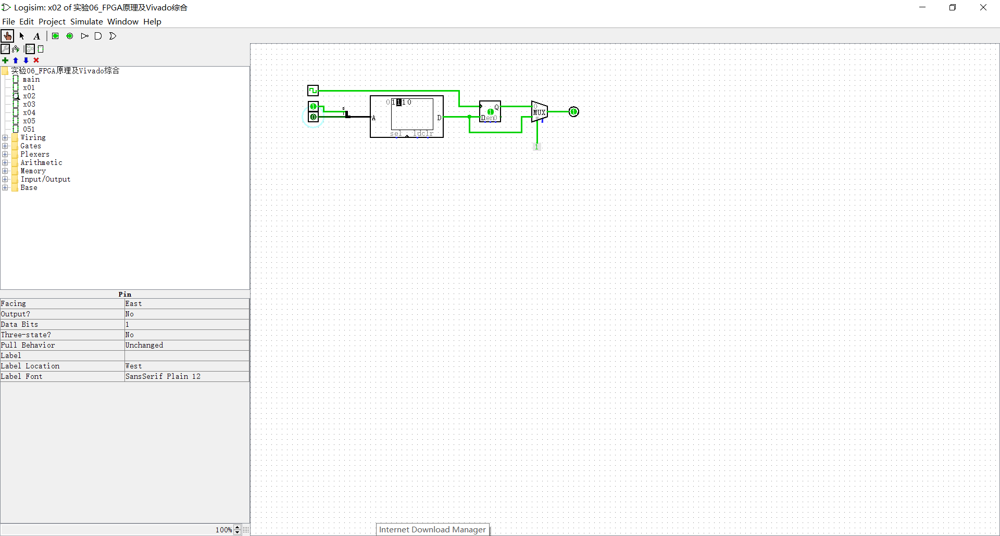 Logisim: x02 of 实验06_FPGA原理及Vivado综合
File Edit Project Simulate Window Help
A
实验06_FPGA原理及Vivado综合
main
x01
x02
x03
x04
x05
051
Wiring
Gates
Plexers
Arithmetic
Memory
Input/Output
Base
Pin
Facing East
Output? No
Data Bits 1
Three-state? No
Pull Behavior Unchanged
Label
Label Location West
Label Font SansSerif Plain 12
100%
1
0
0
0 1 1 1 0
A
D
sel ldclr
Q
1
D en 0
0
MUX
1
1
Internet Download Manager